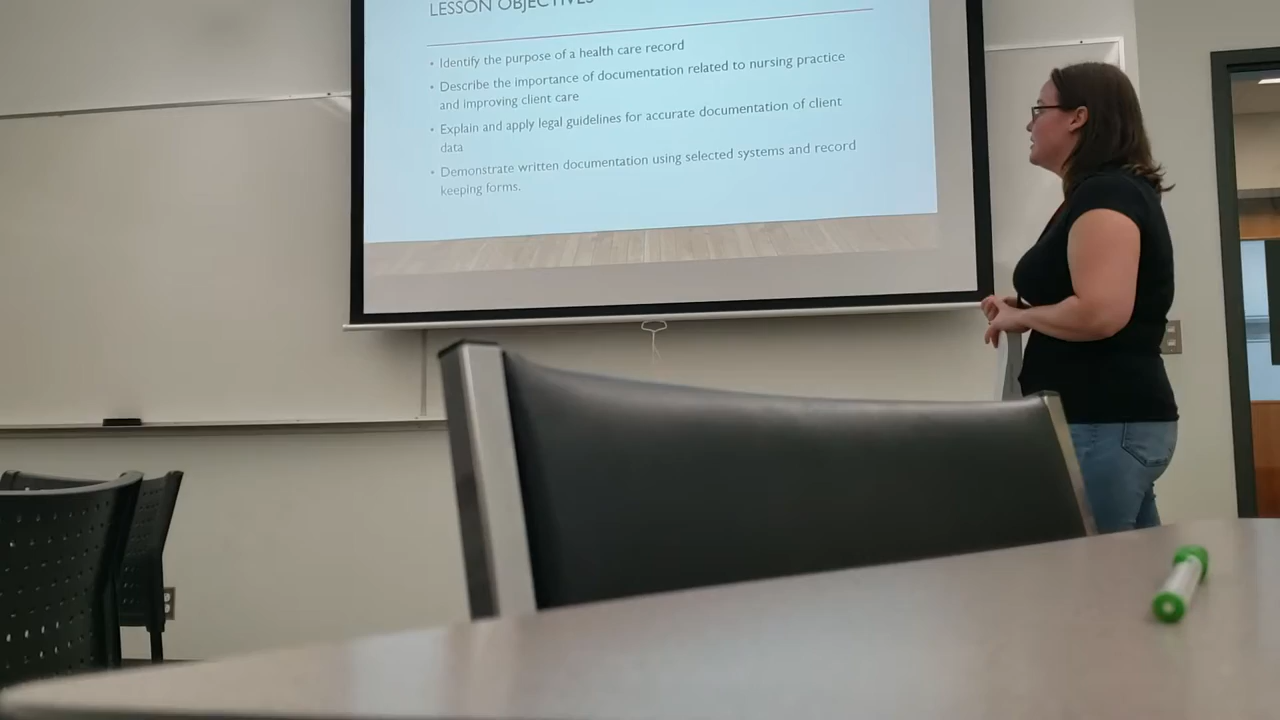 LESSON OBJECTIVES
• Identify the purpose of a health care record
• Describe the importance of documentation related to nursing practice
and improving client care
• Explain and apply legal guidelines for accurate documentation of client
data
• Demonstrate written documentation using selected systems and record
keeping forms.